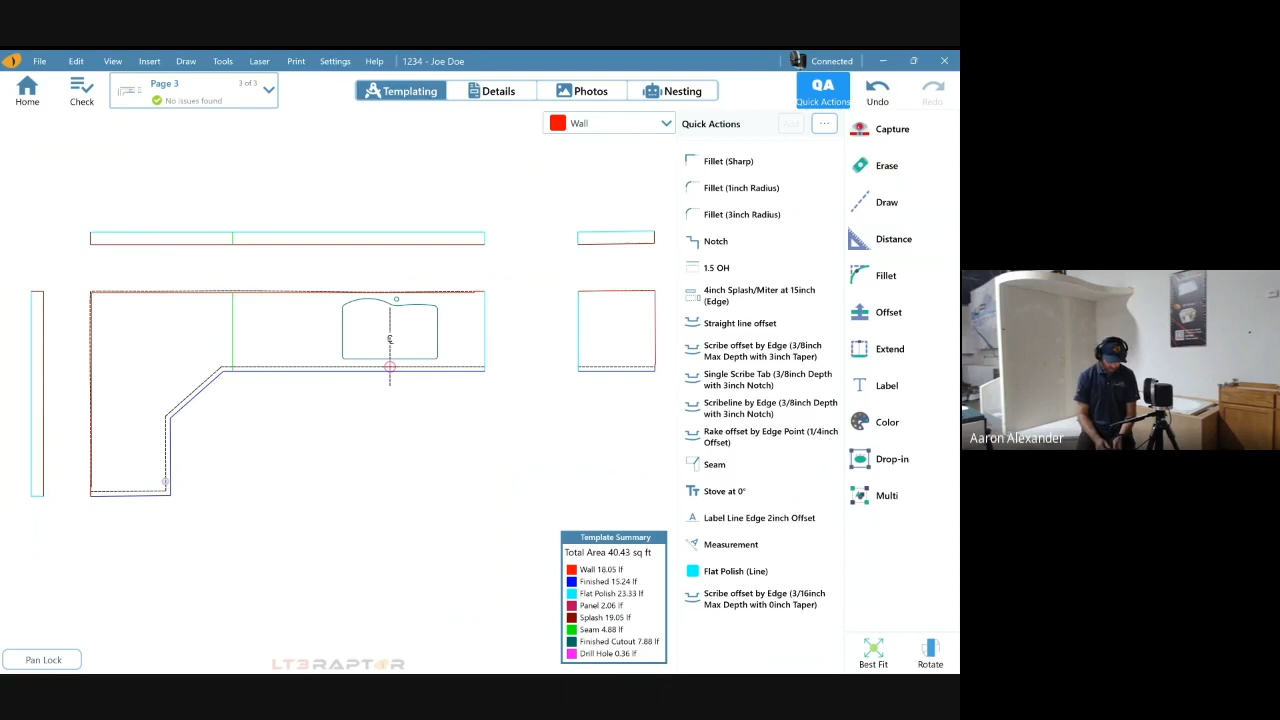 File Edit View Insert Draw Tools Laser Print Settings Help 1234 - Joe Doe Connected
Home
Check
Page 3
3 of 3
No issues found
Templating
Details
Photos
Nesting
QA
Quick Actions
Undo
Redo
Wall
Quick Actions
Add
...
Fillet (Sharp)
Fillet (1inch Radius)
Fillet (3inch Radius)
Notch
1.5 OH
4inch Splash/Miter at 15inch
(Edge)
Straight line offset
Scribe offset by Edge (3/8inch
Max Depth with 3inch Taper)
Single Scribe Tab (3/8inch Depth
with 3inch Notch)
Scribeline by Edge (3/8inch Depth
with 3inch Notch)
Rake offset by Edge Point (1/4inch
Offset)
Seam
Stove at 0°
Label Line Edge 2inch Offset
Measurement
Flat Polish (Line)
Scribe offset by Edge (3/16inch
Max Depth with 0inch Taper)
Capture
Erase
Draw
Distance
Fillet
Offset
Extend
Label
Color
Drop-in
Multi
Best Fit
Rotate
Template Summary
Total Area 40.43 sq ft
Wall 18.05 lf
Finished 15.24 lf
Flat Polish 23.33 lf
Panel 2.06 lf
Splash 19.05 lf
Seam 4.88 lf
Finished Cutout 7.88 lf
Drill Hole 0.36 lf
Pan Lock
LT3RAPTOR
Aaron Alexander